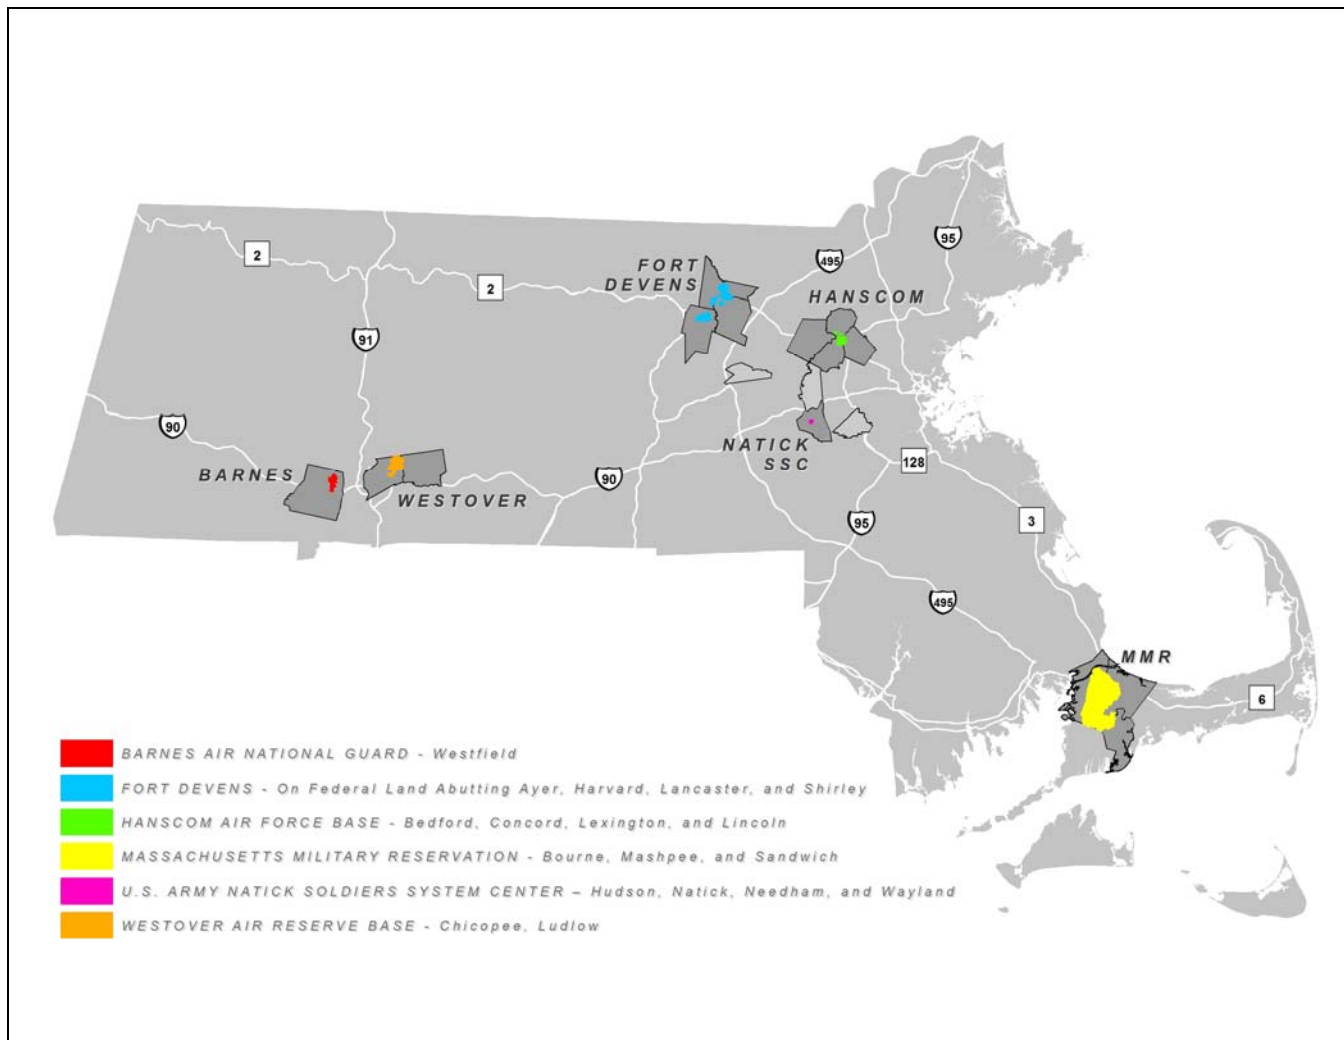 95
495
2
FORT
DEVENS
2
HANSCOM
91
90
NATICK
SSC
128
BARNES
90
WESTOVER
95
3
495
MMR
6
BARNES AIR NATIONAL GUARD - Westfield
FORT DEVENS - On Federal Land Abutting Ayer, Harvard, Lancaster, and Shirley
HANSCOM AIR FORCE BASE - Bedford, Concord, Lexington, and Lincoln
MASSACHUSETTS MILITARY RESERVATION - Bourne, Mashpee, and Sandwich
U.S. ARMY NATICK SOLDIERS SYSTEM CENTER – Hudson, Natick, Needham, and Wayland
WESTOVER AIR RESERVE BASE - Chicopee, Ludlow